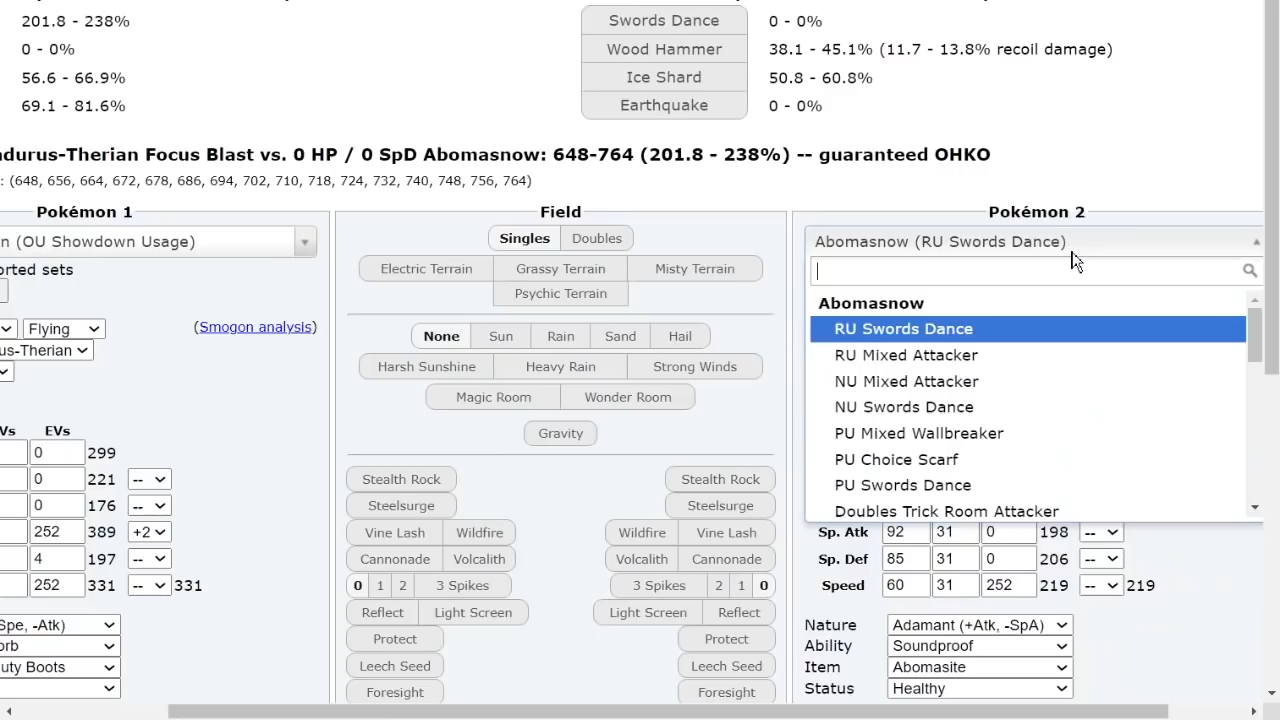 201.8 - 238%
Swords Dance
0 - 0%
0 - 0%
Wood Hammer
38.1 - 45.1% (11.7 - 13.8% recoil damage)
56.6 - 66.9%
Ice Shard
50.8 - 60.8%
69.1 - 81.6%
Earthquake
0 - 0%
ndurus-Therian Focus Blast vs. 0 HP / 0 SpD Abomasnow: 648-764 (201.8 - 238%) -- guaranteed OHKO
: (648, 656, 664, 672, 678, 686, 694, 702, 710, 718, 724, 732, 740, 748, 756, 764)
Pokémon 1
n (OU Showdown Usage)
orted sets
Flying
(Smogon analysis)
us-Therian
Vs EVs
0 299
0 221 --
0 176 --
252 389 +2
4 197 --
252 331 -- 331
Spe, -Atk)
orb
uty Boots
Field
Singles Doubles
Electric Terrain Grassy Terrain Misty Terrain
Psychic Terrain
None Sun Rain Sand Hail
Harsh Sunshine Heavy Rain Strong Winds
Magic Room Wonder Room
Gravity
Stealth Rock Stealth Rock
Steelsurge Steelsurge
Vine Lash Wildfire Wildfire Vine Lash
Cannonade Volcalith Volcalith Cannonade
0 1 2 3 Spikes 3 Spikes 2 1 0
Reflect Light Screen Light Screen Reflect
Protect Protect
Leech Seed Leech Seed
Foresight Foresight
Pokémon 2
Abomasnow (RU Swords Dance)
Abomasnow
RU Swords Dance
RU Mixed Attacker
NU Mixed Attacker
NU Swords Dance
PU Mixed Wallbreaker
PU Choice Scarf
PU Swords Dance
Doubles Trick Room Attacker
Sp. Atk 92 31 0 198 --
Sp. Def 85 31 0 206 --
Speed 60 31 252 219 -- 219
Nature Adamant (+Atk, -SpA)
Ability Soundproof
Item Abomasite
Status Healthy